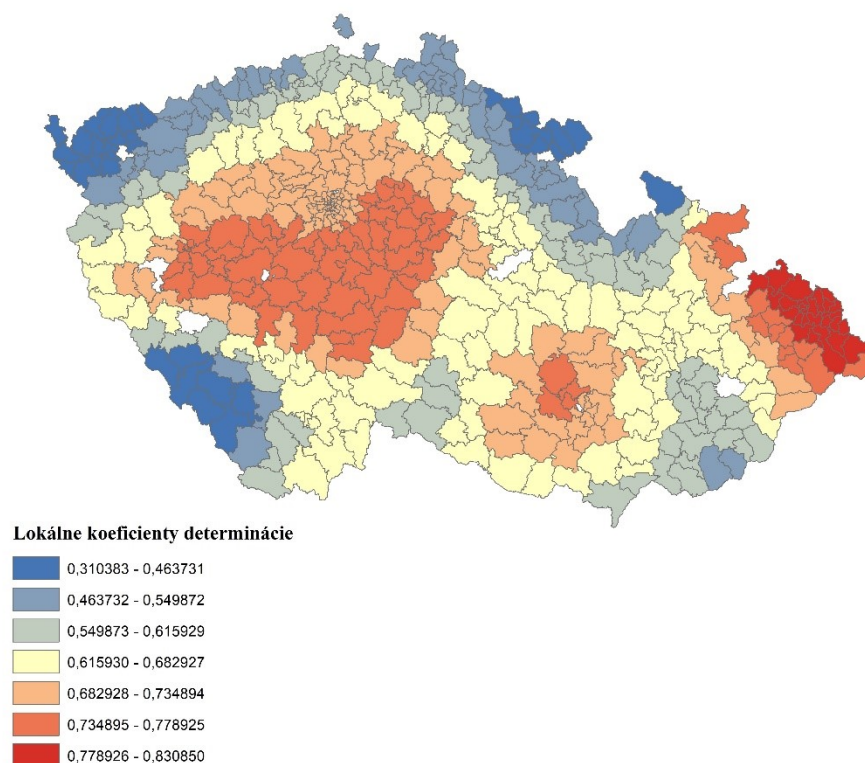 Lokálne koeficienty determinácie
0,310383 - 0,463731
0,463732 - 0,549872
0,549873 - 0,615929
0,615930 - 0,682927
0,682928 - 0,734894
0,734895 - 0,778925
0,778926 - 0,830850